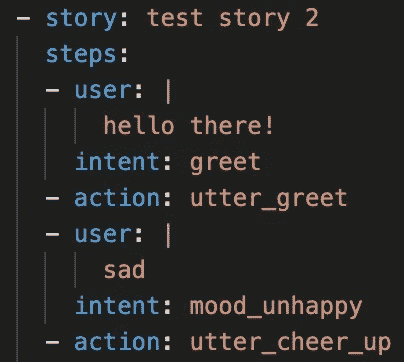 - story: test story 2
steps:
- user: |
hello there!
intent: greet
- action: utter_greet
- user: |
sad
intent: mood_unhappy
- action: utter_cheer_up